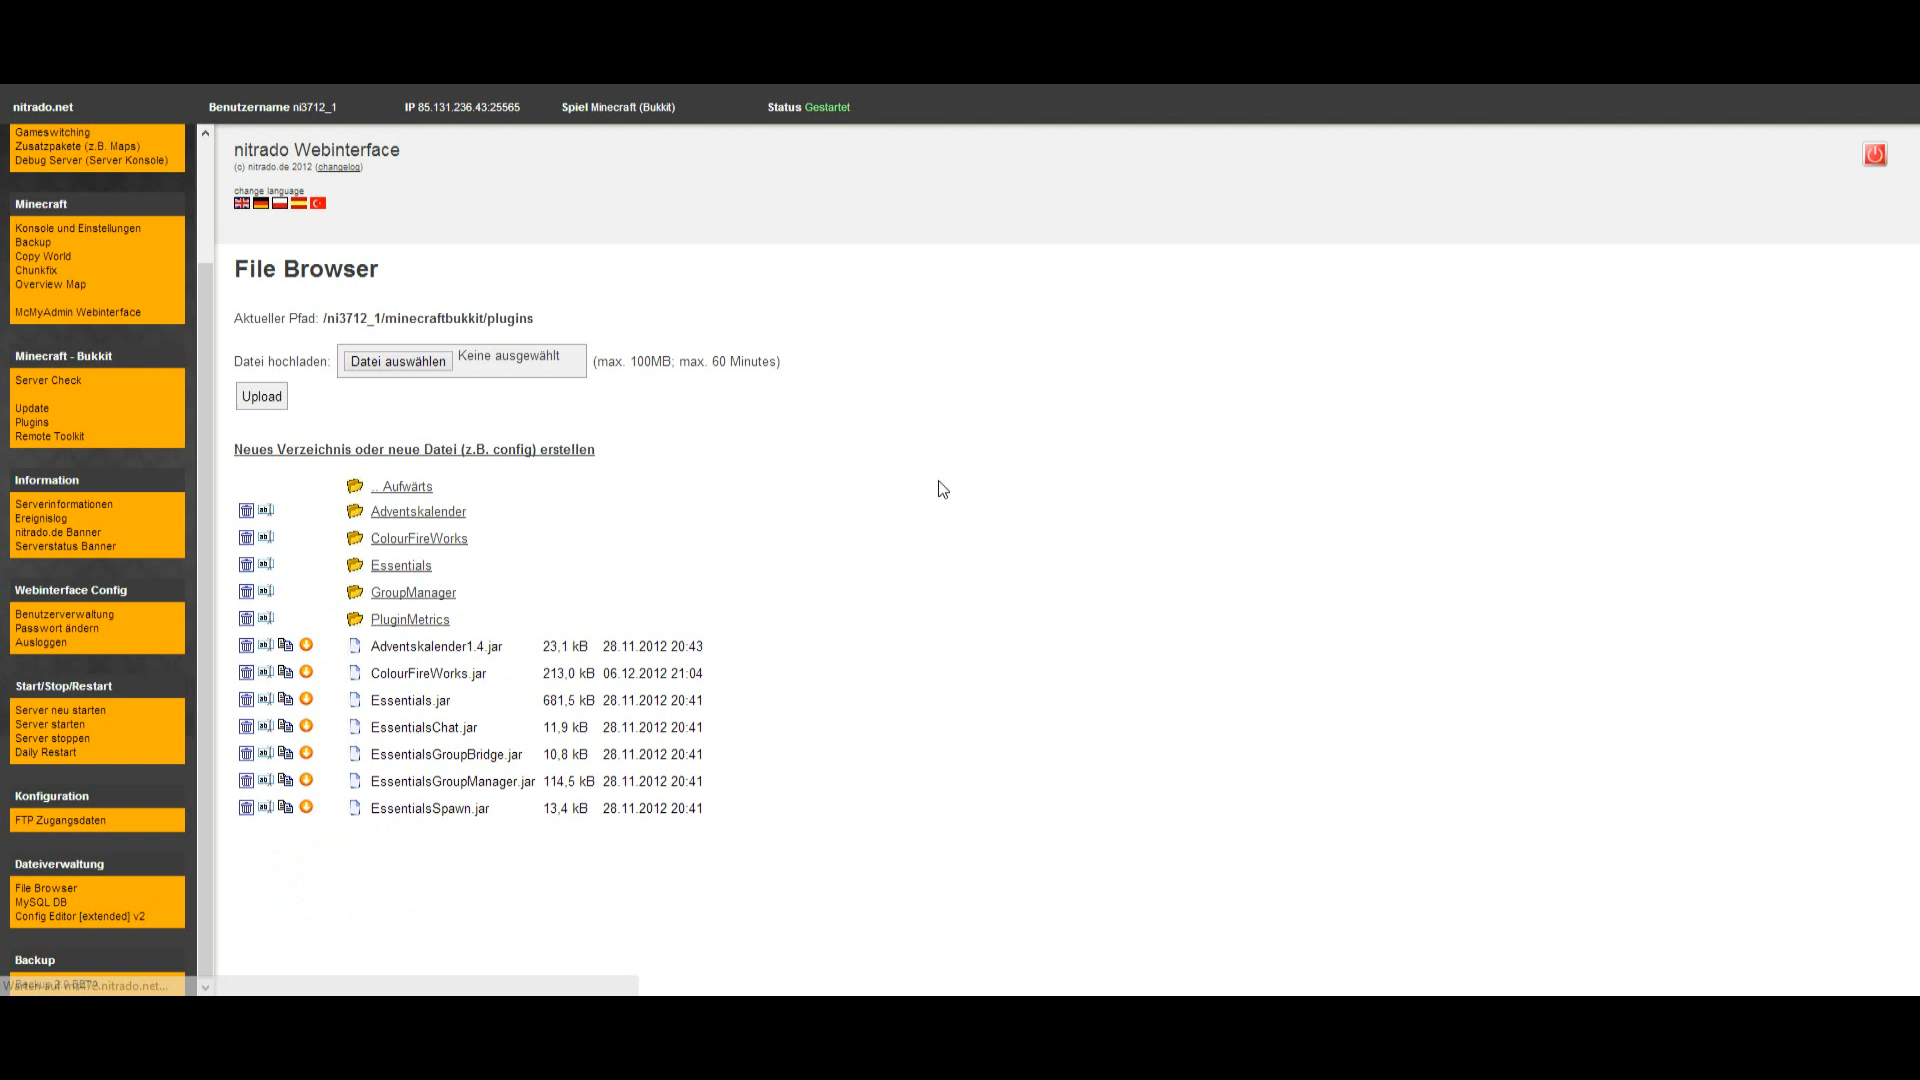 nitrado.net
Benutzername ni3712_1
IP 85.131.236.43:25565
Spiel Minecraft (Bukkit)
Status Gestartet
Gameswitching
Zusatzpakete (z.B. Maps)
Debug Server (Server Konsole)
Minecraft
Konsole und Einstellungen
Backup
Copy World
Chunkfix
Overview Map
McMyAdmin Webinterface
Minecraft - Bukkit
Server Check
Update
Plugins
Remote Toolkit
Information
Serverinformationen
Ereignislog
nitrado.de Banner
Serverstatus Banner
Webinterface Config
Benutzerverwaltung
Passwort ändern
Ausloggen
Start/Stop/Restart
Server neu starten
Server starten
Server stoppen
Daily Restart
Konfiguration
FTP Zugangsdaten
Dateiverwaltung
File Browser
MySQL DB
Config Editor [extended] v2
Backup
nitrado Webinterface
(c) nitrado.de 2012 (changelog)
change language
File Browser
Aktueller Pfad: /ni3712_1/minecraftbukkit/plugins
Datei hochladen: Datei auswählen Keine ausgewählt (max. 100MB; max. 60 Minutes)
Upload
Neues Verzeichnis oder neue Datei (z.B. config) erstellen
.. Aufwärts
Adventskalender
ColourFireWorks
Essentials
GroupManager
PluginMetrics
Adventskalender1.4.jar 23,1 kB 28.11.2012 20:43
ColourFireWorks.jar 213,0 kB 06.12.2012 21:04
Essentials.jar 681,5 kB 28.11.2012 20:41
EssentialsChat.jar 11,9 kB 28.11.2012 20:41
EssentialsGroupBridge.jar 10,8 kB 28.11.2012 20:41
EssentialsGroupManager.jar 114,5 kB 28.11.2012 20:41
EssentialsSpawn.jar 13,4 kB 28.11.2012 20:41